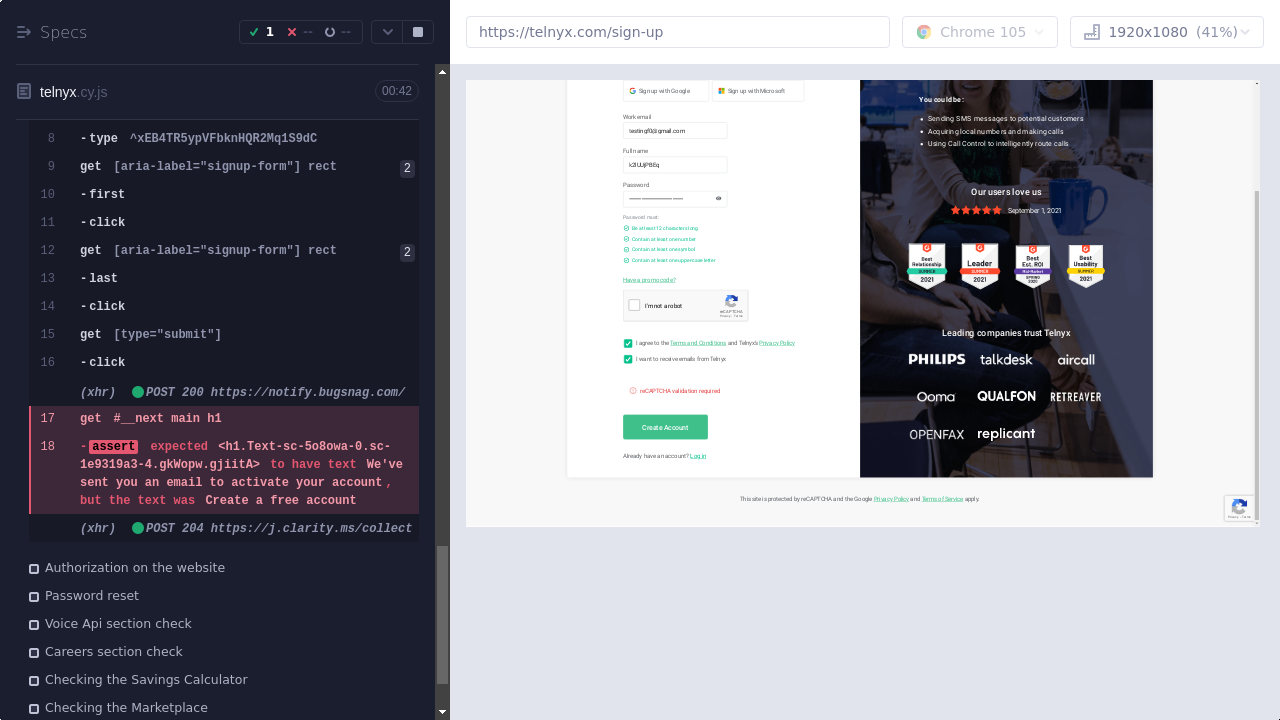 Specs
1
--
--
telnyx.cy.js
00:42
-type ^xEBATR5ypyfyjrYR2Mq1S9XC
9 get [aria-label="signup-form"] rect 2
10 -first
11 -click
12 get [aria-label="signup-form"] rect 2
13 -last
14 -click
15 get [type="submit"]
16 -click
(xhr) POST 200 https://notify.bugsnag.com/
17 get #__next main h1
18 -assert expected <h1.Text-sc-5o8owa-0.sc-
to have text We
sent an email to activate your account,
but the text was Create a free account
(xhr) POST 204 https://j.clarity.ms/collect
Authorization on the website
Password reset
Voice Api section check
Careers section check
Checking the Savings Calculator
Checking the Marketplace
https://telnyx.com/sign-up
Chrome 105
1920x1080 (41%)
Sign up with Google
Sign up with Microsoft
Work email
testingf0@gmail.com
Full name
Password
Password must:
Be at least 12 characters long
Contain at least one number
Contain at least one symbol
Contain at least one uppercase letter
Have a promo code?
I'm not a robot
reCAPTCHA
Privacy - Terms
I agree to the Terms and Conditions and Telnyx's Privacy Policy
I want to receive emails from Telnyx
reCAPTCHA validation required
Create Account
Already have an account? Log in
You could be:
Sending SMS messages to potential customers
Acquiring local numbers and making calls
Using Call Control to intelligently route calls
Our users love us
September 1, 2021
Best Relationship SUMMER 2021
Leader SUMMER 2021
Best Est. ROI Mid-Market SPRING 2021
Best Usability SUMMER 2021
Leading companies trust Telnyx
PHILIPS talkdesk aircall
Ooma QUALFON RETREAVER
OPENFAX replicant
This site is protected by reCAPTCHA and the Google Privacy Policy and Terms of Service apply
Privacy - Terms